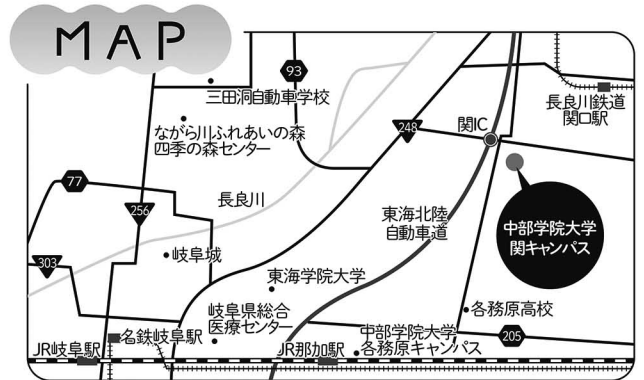 MAP
93
三田洞自動車学校
ながら川ふれあいの森
四季の森センター
248
関IC
長良川鉄道
関口駅
77
256
長良川
東海北陸
自動車道
中部学院大学
関キャンパス
303
岐阜城
東海学院大学
岐阜県総合
医療センター
各務原高校
205
名鉄岐阜駅
JR岐阜駅
JR那加駅
中部学院大学
各務原キャンパス